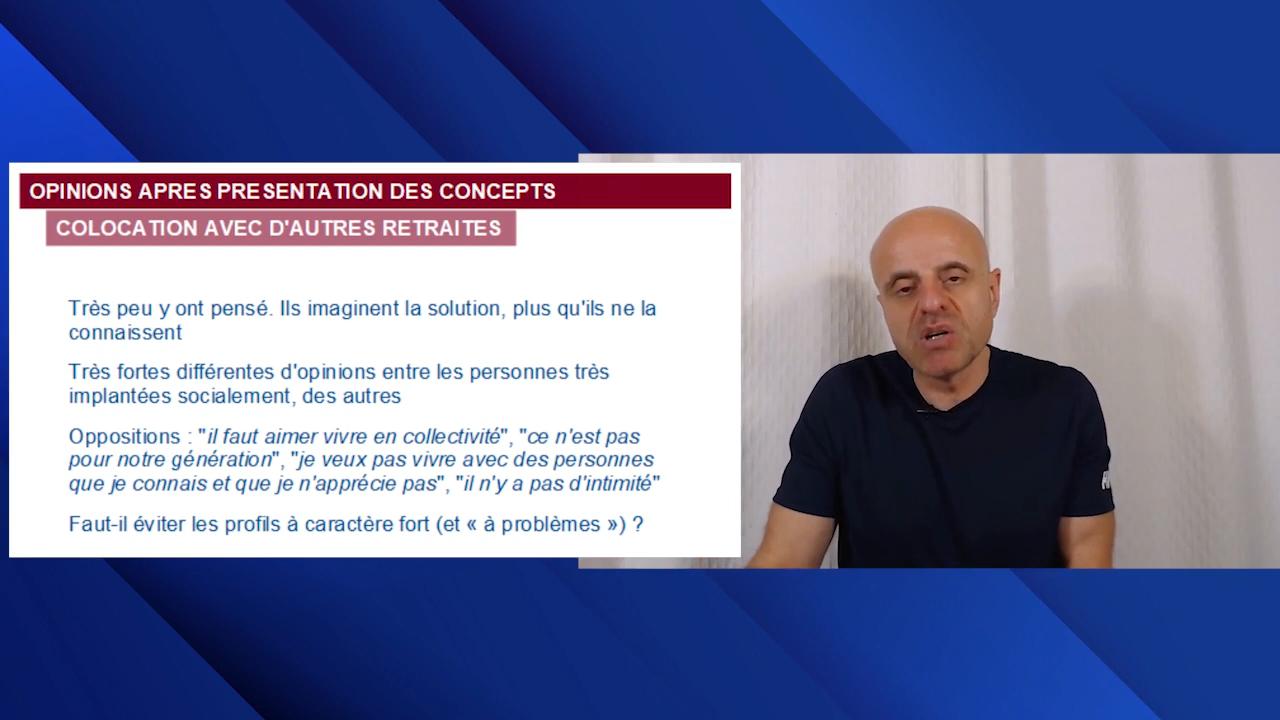 OPINIONS APRES PRESENTATION DES CONCEPTS
COLOCATION AVEC D'AUTRES RETRAITES
Très peu y ont pensé. Ils imaginent la solution, plus qu'ils ne la
connaissent
Très fortes différentes d'opinions entre les personnes très
implantées socialement, des autres
Oppositions : "il faut aimer vivre en collectivité", "ce n'est pas
pour notre génération", "je veux pas vivre avec des personnes
que je connais et que je n'apprécie pas", "il n'y a pas d'intimité"
Faut-il éviter les profils à caractère fort (et « à problèmes ») ?